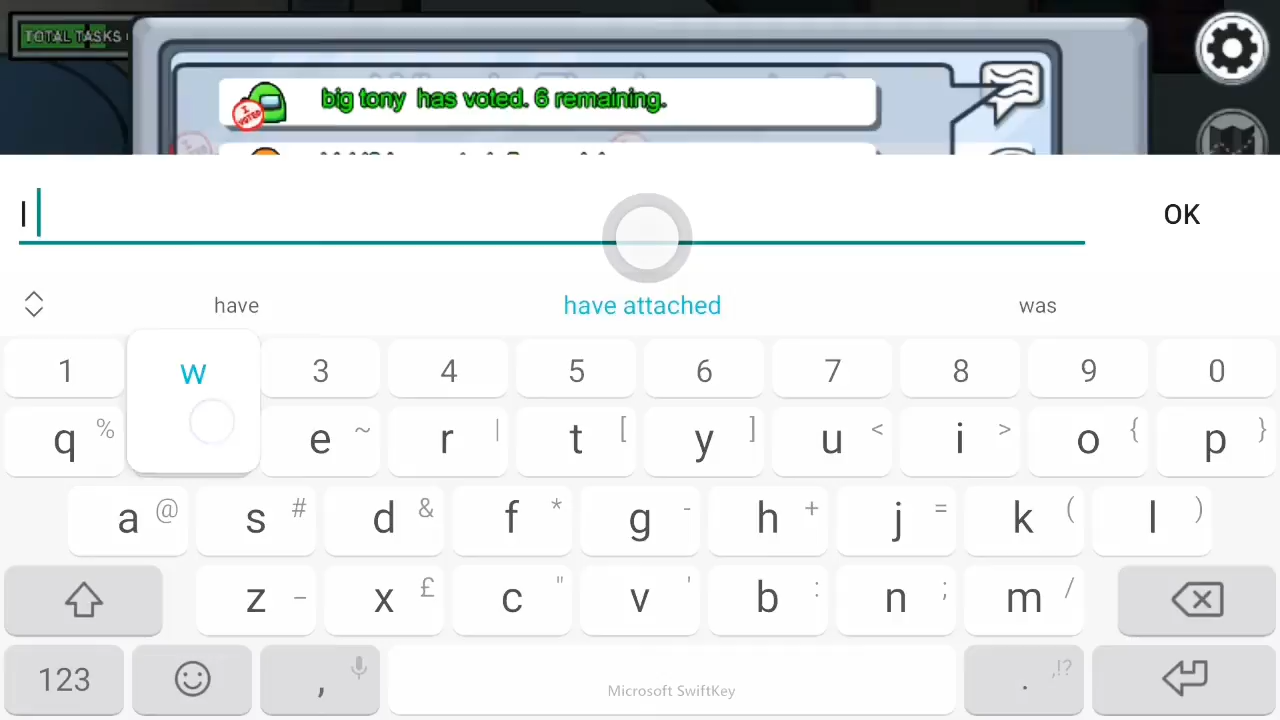 TOTAL TASKS
big tony has voted. 6 remaining.
I
OK
have
have attached
was
1
w
3
4
5
6
7
8
9
0
q %
e ~
r |
t [
y ]
u <
i >
o {
p }
a @
s #
d &
f *
g -
h +
j =
k (
l )
z _
x £
c "
v '
b :
n ;
m /
123
,
Microsoft SwiftKey
. ,!?